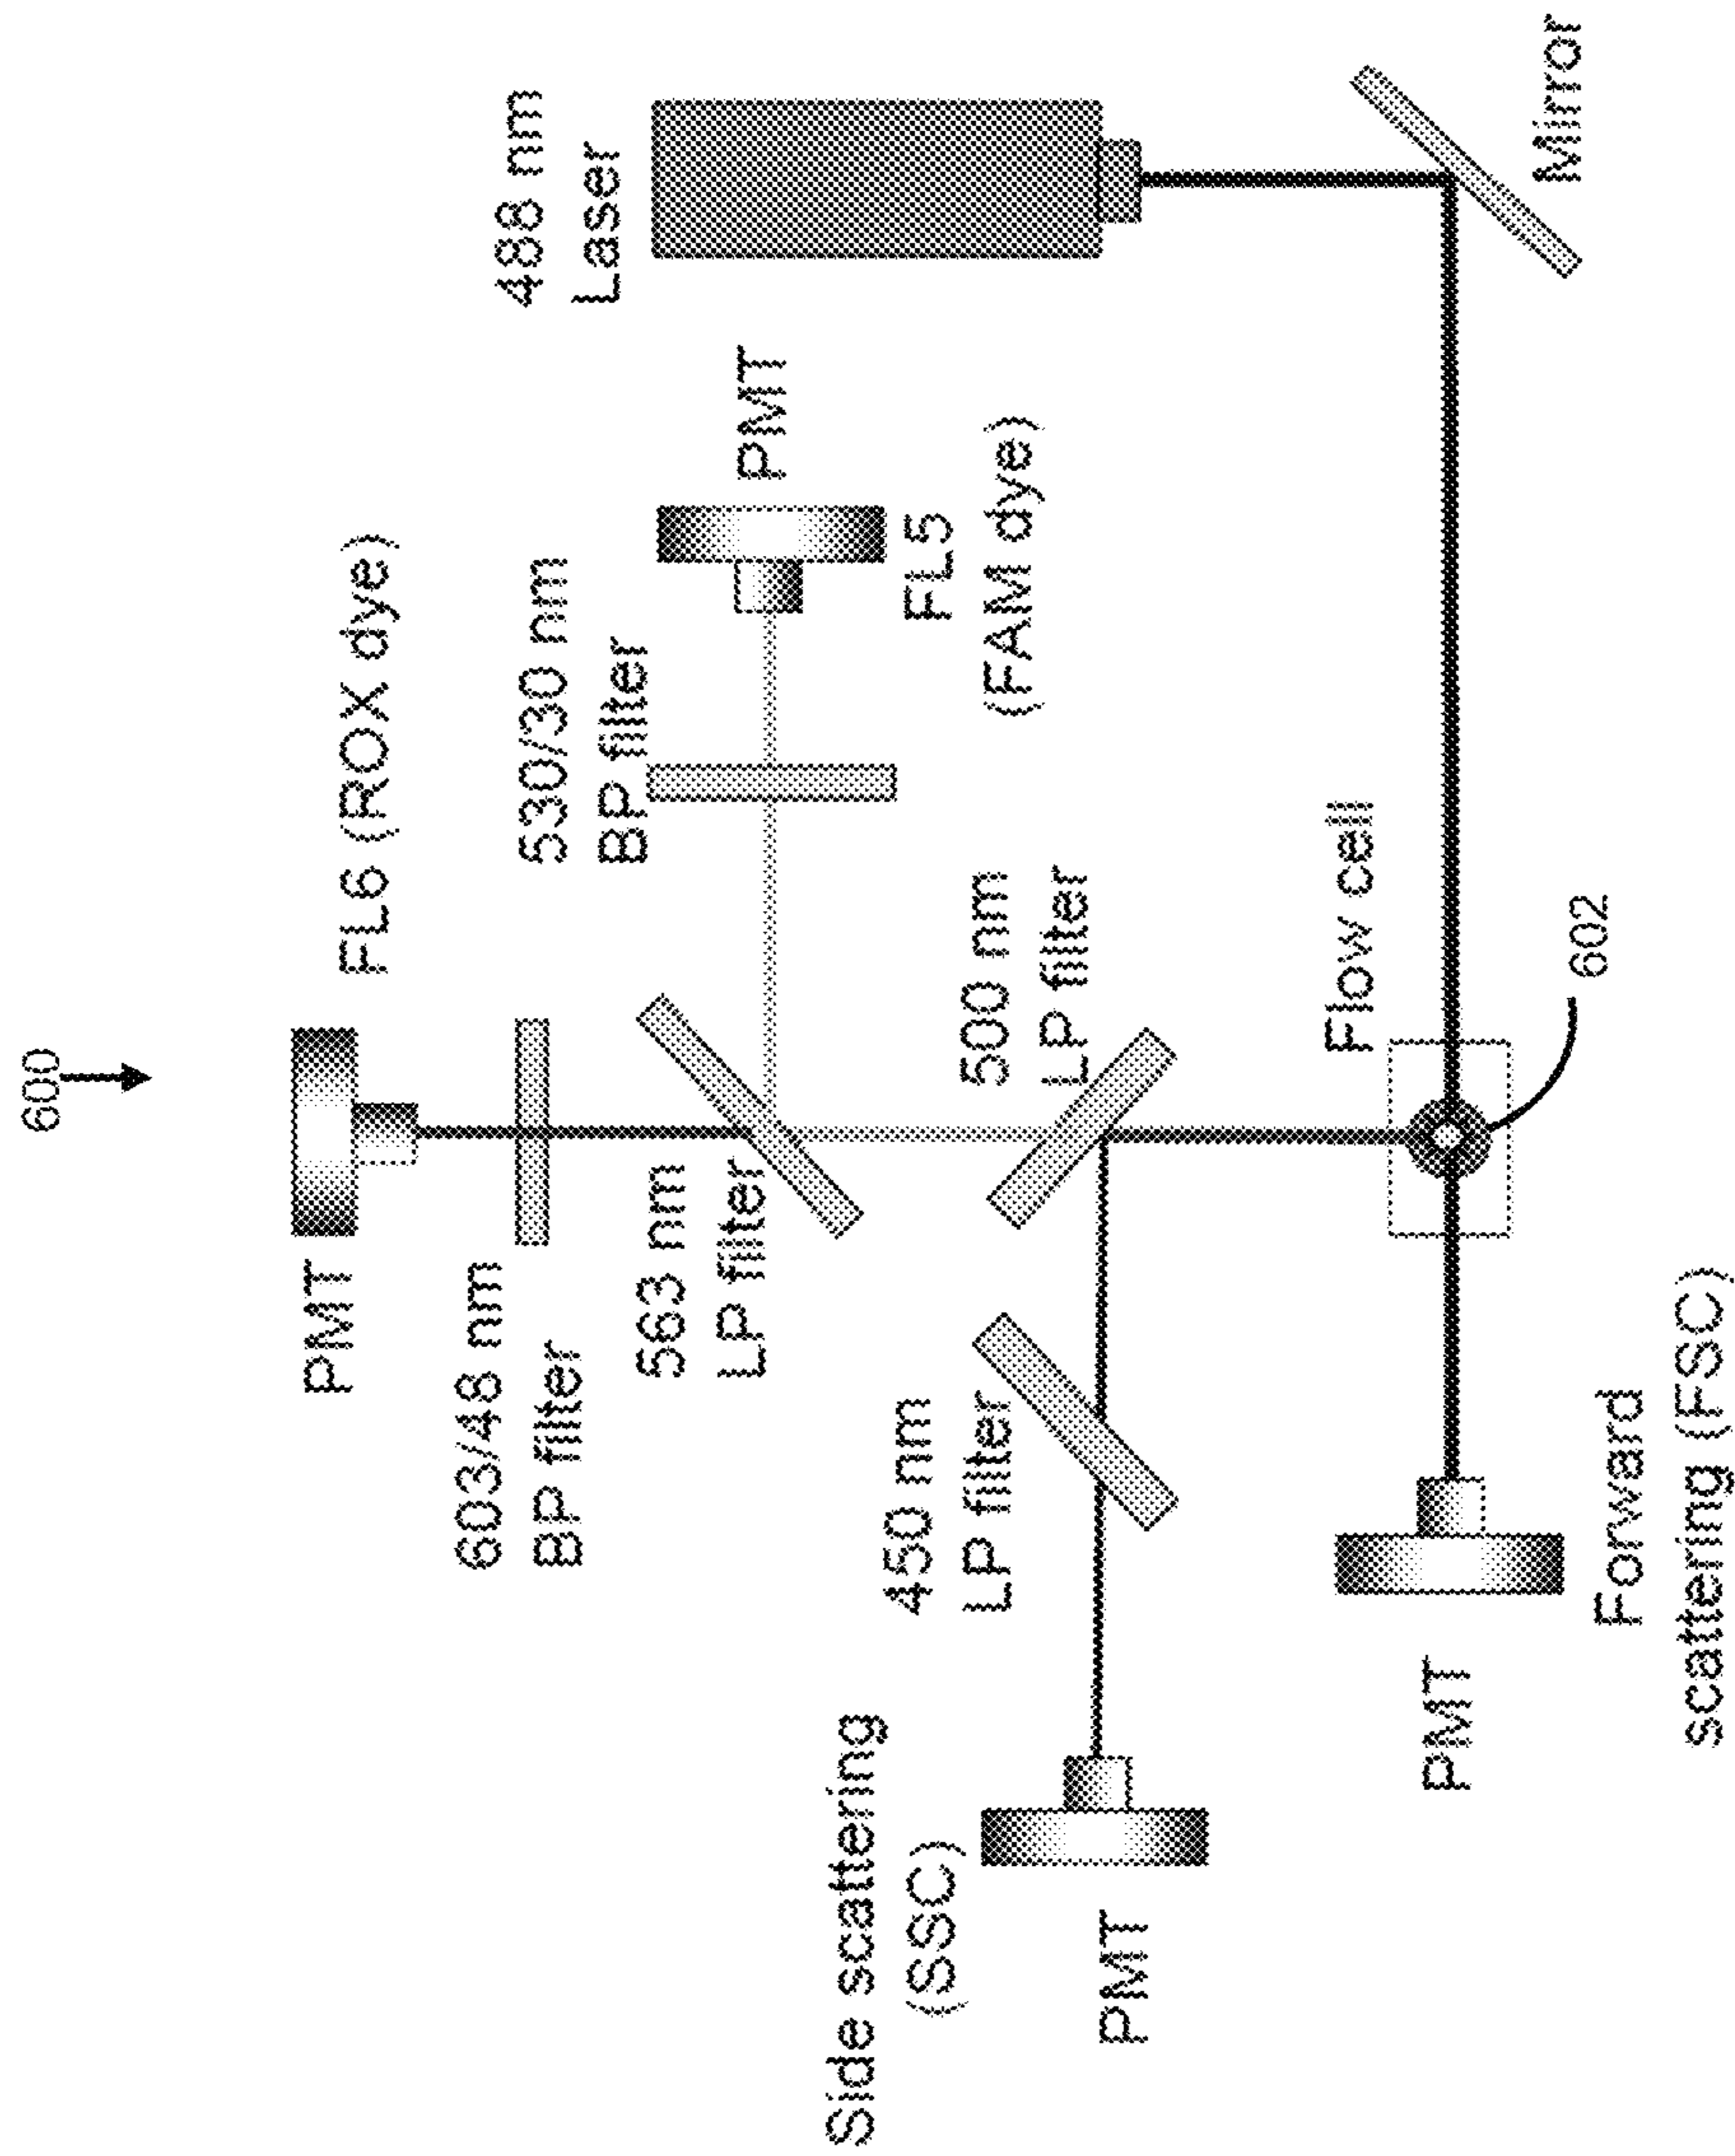 600
488 nm
Laser
Mirror
PMT
FL5
(FAM dye)
FL6 (ROX dye)
530/30 nm
BP filter
500 nm
LP filter
Flow cell
602
PMT
603/48 nm
BP filter
563 nm
LP filter
450 nm
LP filter
Forward
scattering (FSC)
PMT
Side scattering
(SSC)
PMT